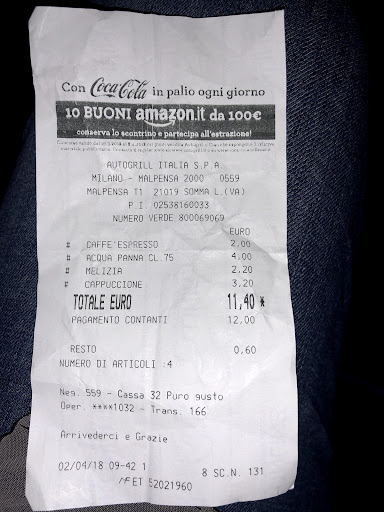 Con Coca-Cola in palio ogni giorno
10 BUONI amazon.it da 100€
conserva lo scontrino e partecipa all'estrazione!
AUTOGRILL ITALIA S.P.A.
MILANO - MALPENSA 2000 0559
MALPENSA T1 21019 SOMMA L.(VA)
P.I. 02538160033
NUMERO VERDE 800069069
EURO
# CAFFE'ESPRESSO 2,00
# ACQUA PANNA CL.75 4,00
# MELIZIA 2,20
# CAPPUCCIONE 3,20
TOTALE EURO 11,40 *
PAGAMENTO CONTANTI 12,00
RESTO 0,60
NUMERO DI ARTICOLI :4
Neg. 559 - Cassa 32 Puro gusto
Oper. ****1032 - Trans. 166
Arrivederci e Grazie
02/04/18 09-42 1 8 SC.N. 131
MF ET 52021960